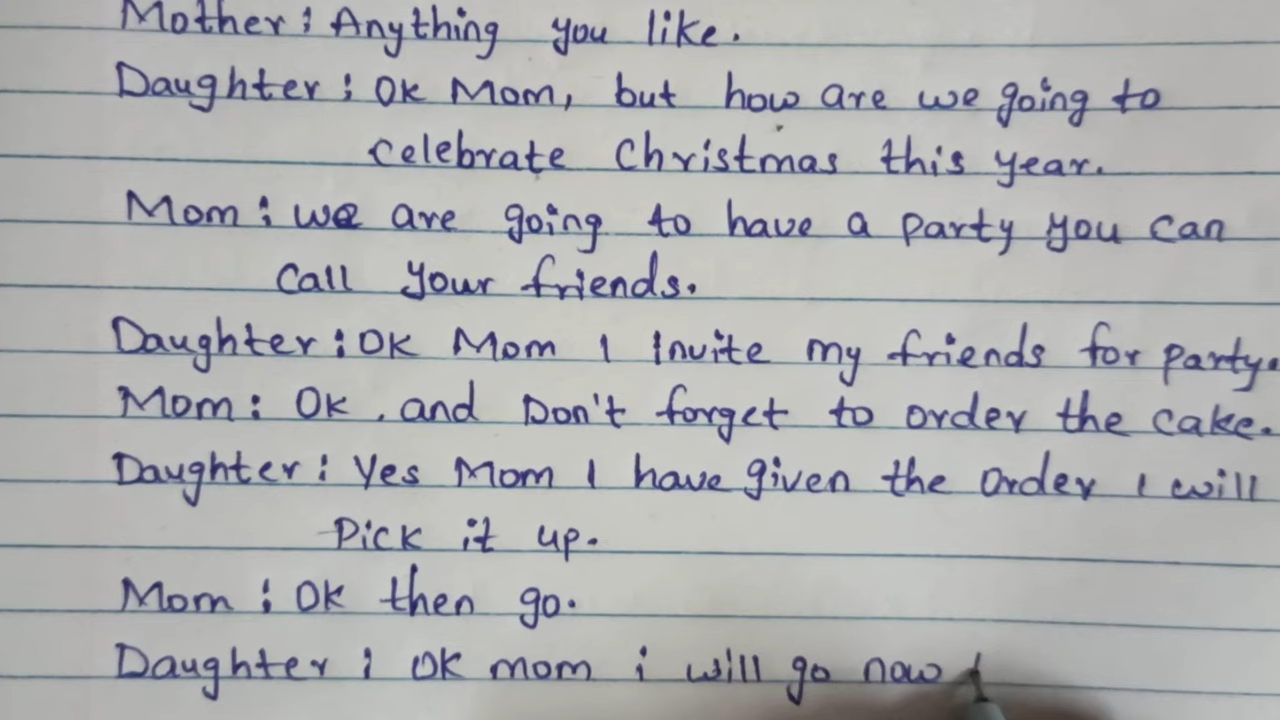 Mother : Anything you like.
Daughter : OK Mom, but how are we going to
celebrate Christmas this year.
Mom : we are going to have a party you can
call your friends.
Daughter : OK Mom I Invite my friends for party.
Mom : OK , and Don't forget to order the cake.
Daughter : Yes Mom I have given the order I will
Pick it up.
Mom : OK then go.
Daughter : OK mom i will go now